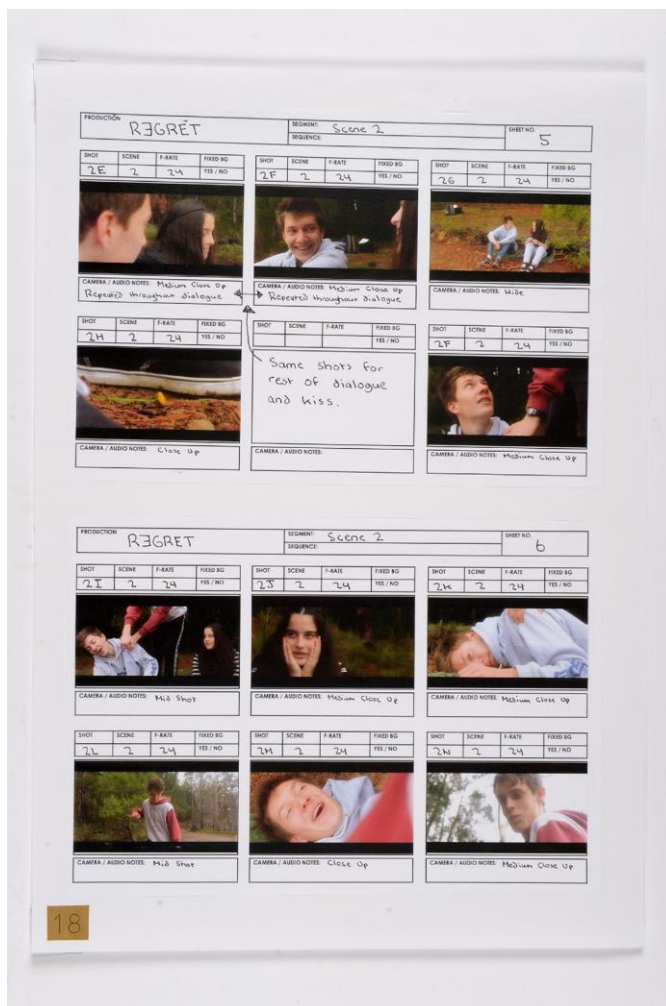 PRODUCTION RƎGRET SEGMENT: Scene 2 SHEET NO. 5
SEQUENCE:
SHOT SCENE F-RATE FIXED BG
2E 2 24 YES / NO
SHOT SCENE F-RATE FIXED BG
2F 2 24 YES / NO
SHOT SCENE F-RATE FIXED BG
2G 2 24 YES / NO
CAMERA / AUDIO NOTES: Medium Close Up
Repeated throughout dialogue
CAMERA / AUDIO NOTES: Medium Close Up
Repeated throughout dialogue
CAMERA / AUDIO NOTES: Wide
SHOT SCENE F-RATE FIXED BG
2H 2 24 YES / NO
SHOT SCENE F-RATE FIXED BG
YES / NO
SHOT SCENE F-RATE FIXED BG
2F 2 24 YES / NO
Same shots for
rest of dialogue
and kiss.
CAMERA / AUDIO NOTES: Close Up
CAMERA / AUDIO NOTES:
CAMERA / AUDIO NOTES: Medium Close Up
PRODUCTION RƎGRET SEGMENT: Scene 2 SHEET NO. 6
SEQUENCE:
SHOT SCENE F-RATE FIXED BG
2I 2 24 YES / NO
SHOT SCENE F-RATE FIXED BG
2J 2 24 YES / NO
SHOT SCENE F-RATE FIXED BG
2K 2 24 YES / NO
CAMERA / AUDIO NOTES: Mid Shot
CAMERA / AUDIO NOTES: Medium Close Up
CAMERA / AUDIO NOTES: Medium Close Up
SHOT SCENE F-RATE FIXED BG
2L 2 24 YES / NO
SHOT SCENE F-RATE FIXED BG
2M 2 24 YES / NO
SHOT SCENE F-RATE FIXED BG
2N 2 24 YES / NO
CAMERA / AUDIO NOTES: Mid Shot
CAMERA / AUDIO NOTES: Close Up
CAMERA / AUDIO NOTES: Medium Close Up
18